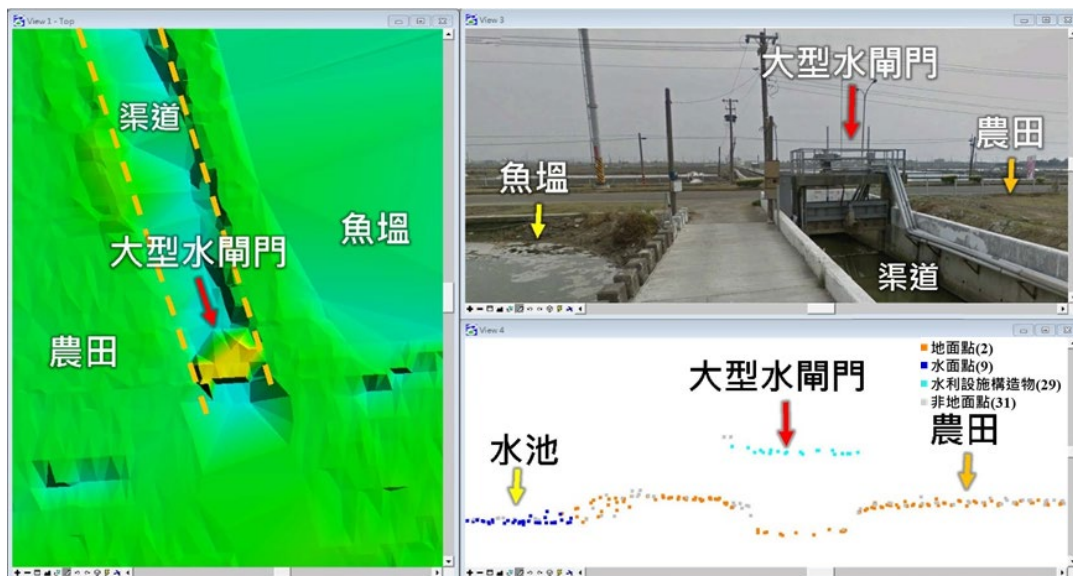 View 1 - Top
渠道
大型水閘門
魚塭
農田
View 3
大型水閘門
農田
魚塭
渠道
View 4
地面點(2)
水面點(9)
水利設施構造物(29)
非地面點(31)
大型水閘門
農田
水池